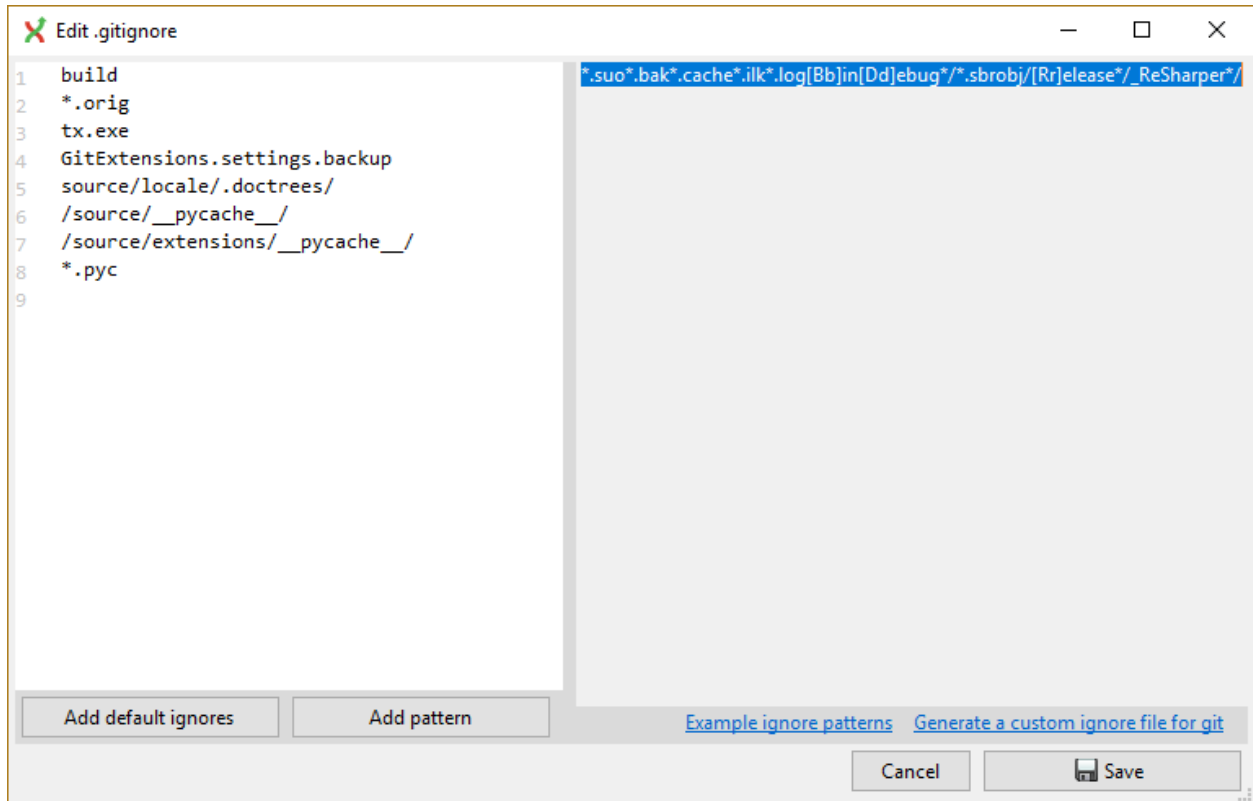 Edit .gitignore
1 build
2 *.orig
3 tx.exe
4 GitExtensions.settings.backup
5 source/locale/.doctrees/
6 /source/__pycache__/
7 /source/extensions/__pycache__/
8 *.pyc
9
*.suo*.bak*.cache*.ilk*.log[Bb]in[Dd]ebug*/*.sbrobj/[Rr]elease*/_ReSharper*/
Add default ignores Add pattern
Example ignore patterns Generate a custom ignore file for git
Cancel Save